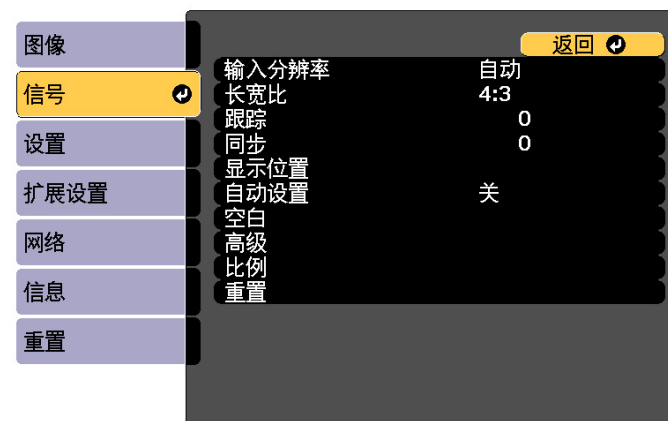 图像
信号
设置
扩展设置
网络
信息
重置
返回
输入分辨率 自动
长宽比 4:3
跟踪 0
同步 0
显示位置
自动设置 关
空白
高级
比例
重置